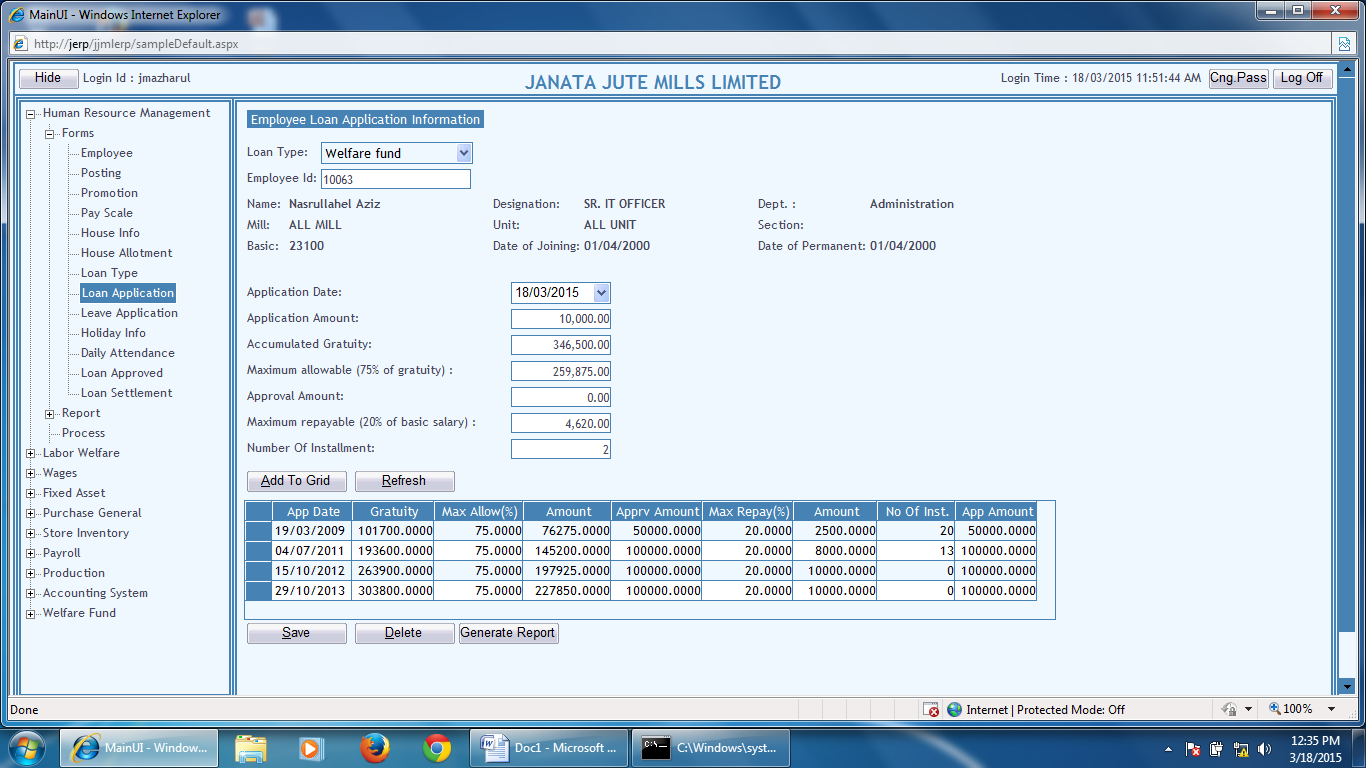 MainUI - Windows Internet Explorer
http://jerp/jjmlerp/sampleDefault.aspx
Hide Login Id : jmazharul JANATA JUTE MILLS LIMITED Login Time : 18/03/2015 11:51:44 AM Cng.Pass Log Off
Human Resource Management
Forms
Employee
Posting
Promotion
Pay Scale
House Info
House Allotment
Loan Type
Loan Application
Leave Application
Holiday Info
Daily Attendance
Loan Approved
Loan Settlement
Report
Process
Labor Welfare
Wages
Fixed Asset
Purchase General
Store Inventory
Payroll
Production
Accounting System
Welfare Fund
Employee Loan Application Information
Loan Type: Welfare fund
Employee Id: 10063
Name: Nasrullahel Aziz Designation: SR. IT OFFICER Dept. : Administration
Mill: ALL MILL Unit: ALL UNIT Section:
Basic: 23100 Date of Joining: 01/04/2000 Date of Permanent: 01/04/2000
Application Date: 18/03/2015
Application Amount: 10,000.00
Accumulated Gratuity: 346,500.00
Maximum allowable (75% of gratuity) : 259,875.00
Approval Amount: 0.00
Maximum repayable (20% of basic salary) : 4,620.00
Number Of Installment: 2
Add To Grid Refresh
App Date Gratuity Max Allow(%) Amount Apprv Amount Max Repay(%) Amount No Of Inst. App Amount
19/03/2009 101700.0000 75.0000 76275.0000 50000.0000 20.0000 2500.0000 20 50000.0000
04/07/2011 193600.0000 75.0000 145200.0000 100000.0000 20.0000 8000.0000 13 100000.0000
15/10/2012 263900.0000 75.0000 197925.0000 100000.0000 20.0000 10000.0000 0 100000.0000
29/10/2013 303800.0000 75.0000 227850.0000 100000.0000 20.0000 10000.0000 0 100000.0000
Save Delete Generate Report
Done Internet | Protected Mode: Off 100%
MainUI - Window... Doc1 - Microsoft ... C:\Windows\syst... 12:35 PM
3/18/2015